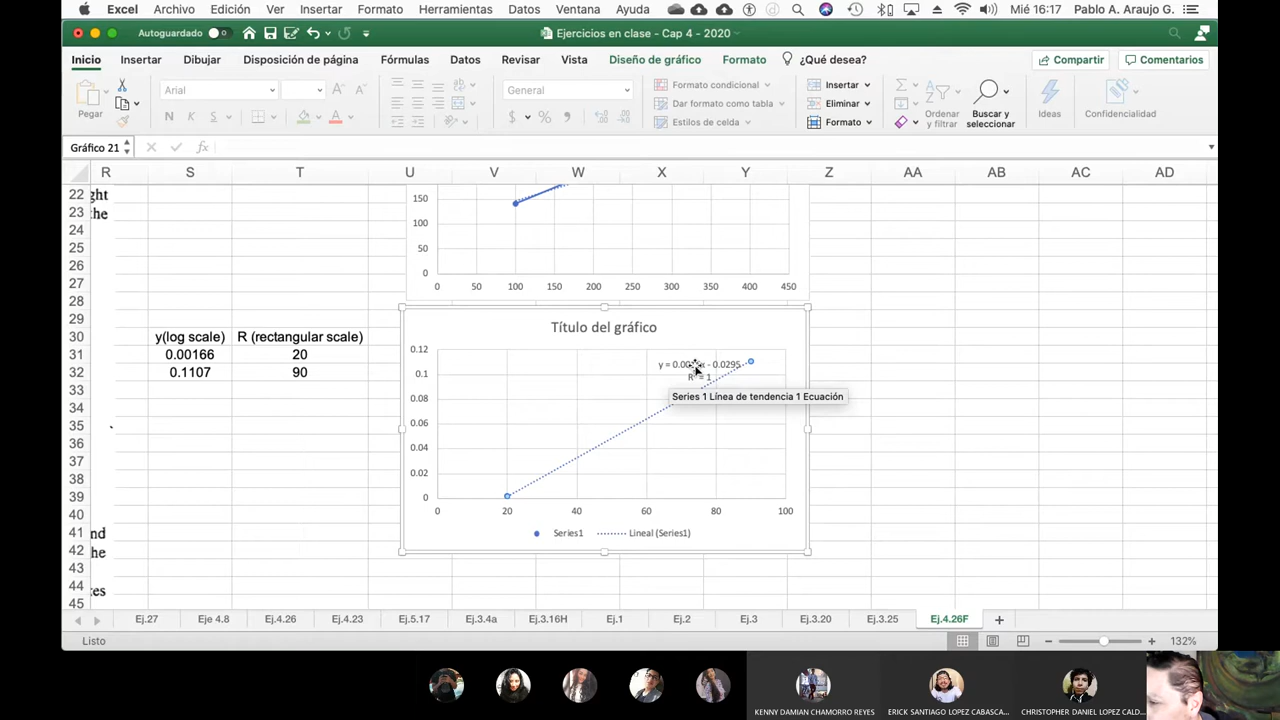 Excel Archivo Edición Ver Insertar Formato Herramientas Datos Ventana Ayuda Mié 16:17 Pablo A. Araujo G.
Autoguardado Ejercicios en clase - Cap 4 - 2020
Inicio Insertar Dibujar Disposición de página Fórmulas Datos Revisar Vista Diseño de gráfico Formato ¿Qué desea? Compartir Comentarios
Pegar Arial N K S General $ % Formato condicional Dar formato como tabla Estilos de celda Insertar Eliminar Formato Ordenar y filtrar Buscar y seleccionar Ideas Confidencialidad
Gráfico 21 fx
R S T U V W X Y Z AA AB AC AD
22 ght 150
23 the
24 100
25
26 50
27 0
0 50 100 150 200 250 300 350 400 450
28
29
Título del gráfico
30 y(log scale) R (rectangular scale)
31 0.00166 20
32 0.1107 90
33
34
35
36
37
38
39
40
41 nd
42 he
43
44 tes
45
0.12
0.1
0.08
0.06
0.04
0.02
0
- 0.0295
Series 1 Línea de tendencia 1 Ecuación
0 20 40 60 80 100
Series1 Lineal (Series1)
Ej.27 Eje 4.8 Ej.4.26 Ej.4.23 Ej.5.17 Ej.3.4a Ej.3.16H Ej.1 Ej.2 Ej.3 Ej.3.20 Ej.3.25 Ej.4.26F
Listo 132%
KENNY DAMIAN CHAMORRO REYES ERICK SANTIAGO LOPEZ CABASCA... CHRISTOPHER DANIEL LOPEZ CALD...